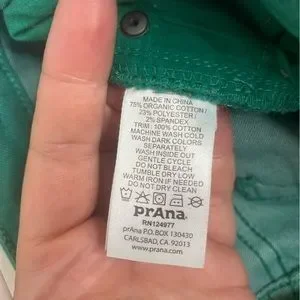 MADE IN CHINA
75% ORGANIC COTTON /
23% POLYESTER /
2% SPANDEX
TRIM : 100% COTTON
MACHINE WASH COLD
WASH DARK COLORS
SEPARATELY
WASH INSIDE OUT
GENTLE CYCLE
DO NOT BLEACH
TUMBLE DRY LOW
WARM IRON IF NEEDED
DO NOT DRY CLEAN
prAna
RN124977
prAna P.O. BOX 130430
CARLSBAD, CA. 92013
www.prana.com